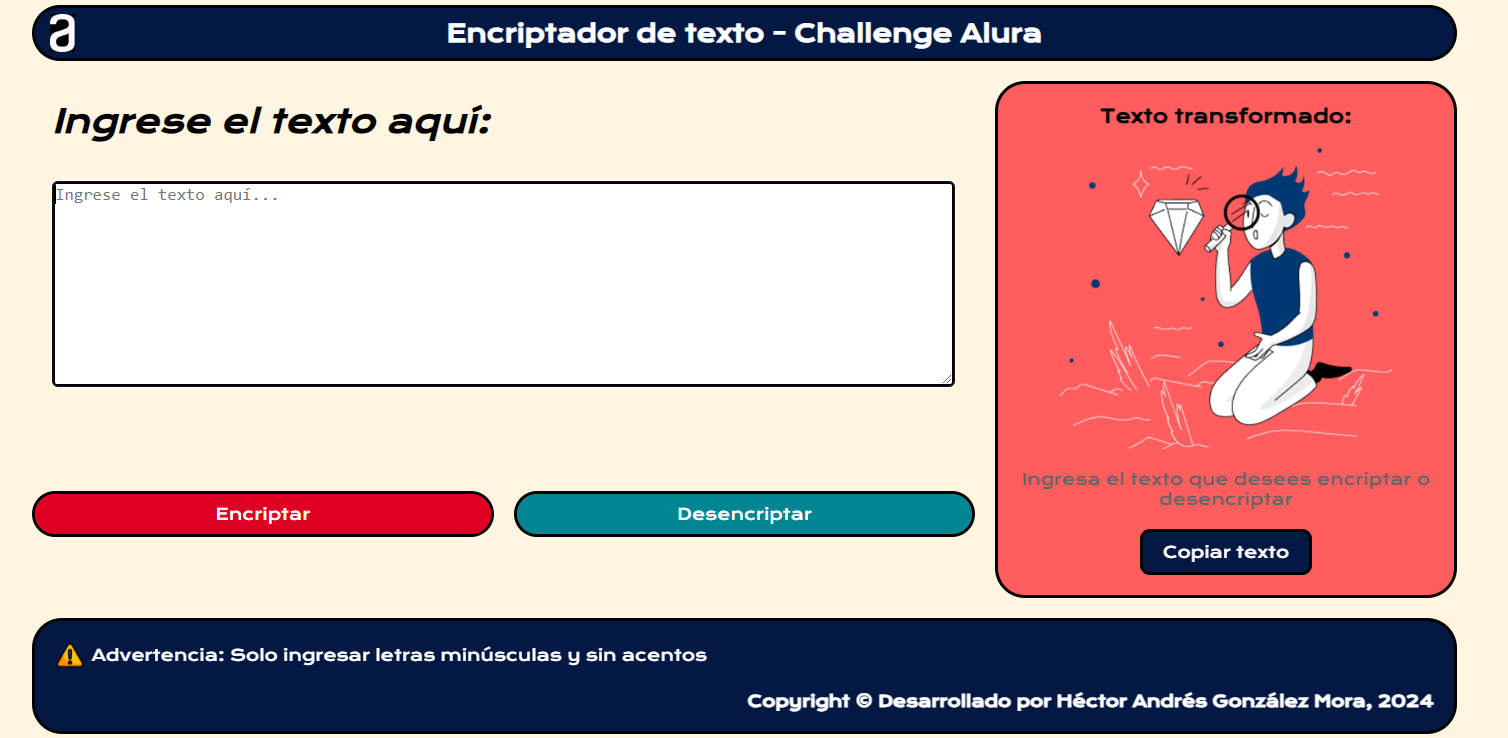 a
Encriptador de texto - Challenge Alura
Ingrese el texto aquí:
Ingrese el texto aquí...
Encriptar
Desencriptar
Texto transformado:
Ingresa el texto que desees encriptar o
desencriptar
Copiar texto
Advertencia: Solo ingresar letras minúsculas y sin acentos
Copyright © Desarrollado por Héctor Andrés González Mora, 2024